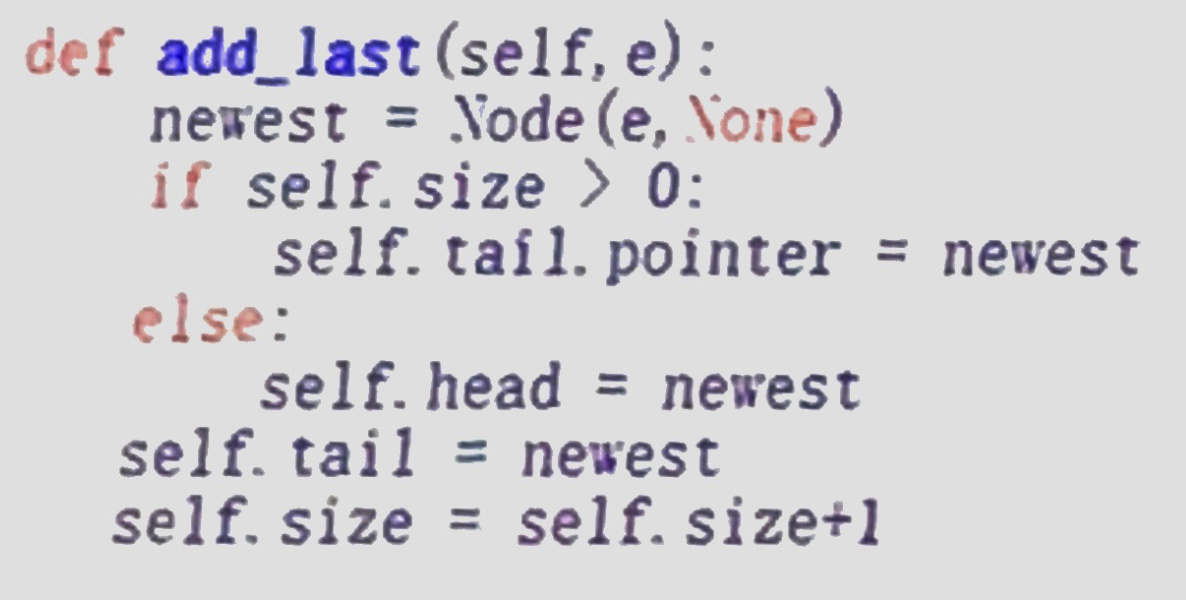 def add_last(self, e):
newest = Node(e, None)
if self.size > 0:
self.tail.pointer = newest
else:
self.head = newest
self.tail = newest
self.size = self.size+1